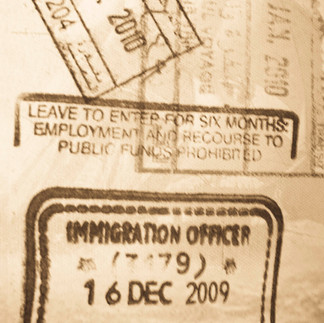 204
2010
JAN. 2010
LEAVE TO ENTER FOR SIX MONTHS:
EMPLOYMENT AND RECOURSE TO
PUBLIC FUNDS PROHIBITED
IMMIGRATION OFFICER
16 DEC 2009